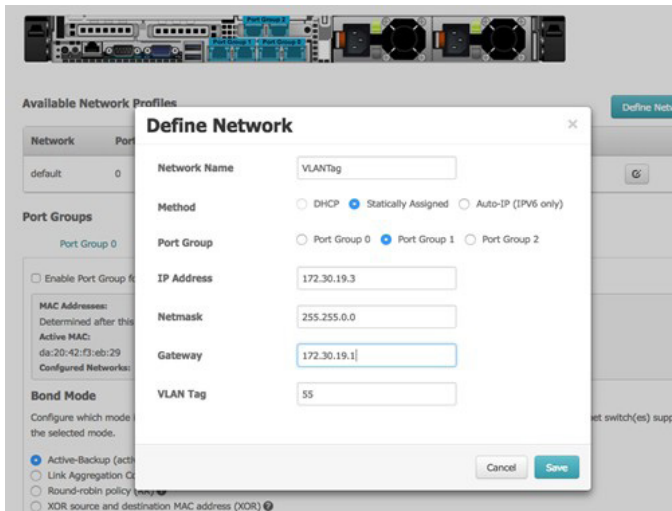 Port Group 2
Port Group 1 Port Group 0
Available Network Profiles
Define Net
Network Port
default 0
Port Groups
Port Group 0
Enable Port Group fo
MAC Addresses:
Determined after this
Active MAC:
da:20:42:f3:eb:29
Confgured Networks:
Bond Mode
Configure which mode net switch(es) supp
the selected mode.
Active-Backup (activ
Link Aggregation Co
Round-robin policy
XOR source and destination MAC address (XOR)
Define Network
×
Network Name VLANTag
Method DHCP Statically Assigned Auto-IP (IPV6 only)
Port Group Port Group 0 Port Group 1 Port Group 2
IP Address 172.30.19.3
Netmask 255.255.0.0
Gateway 172.30.19.1
VLAN Tag 55
Cancel Save